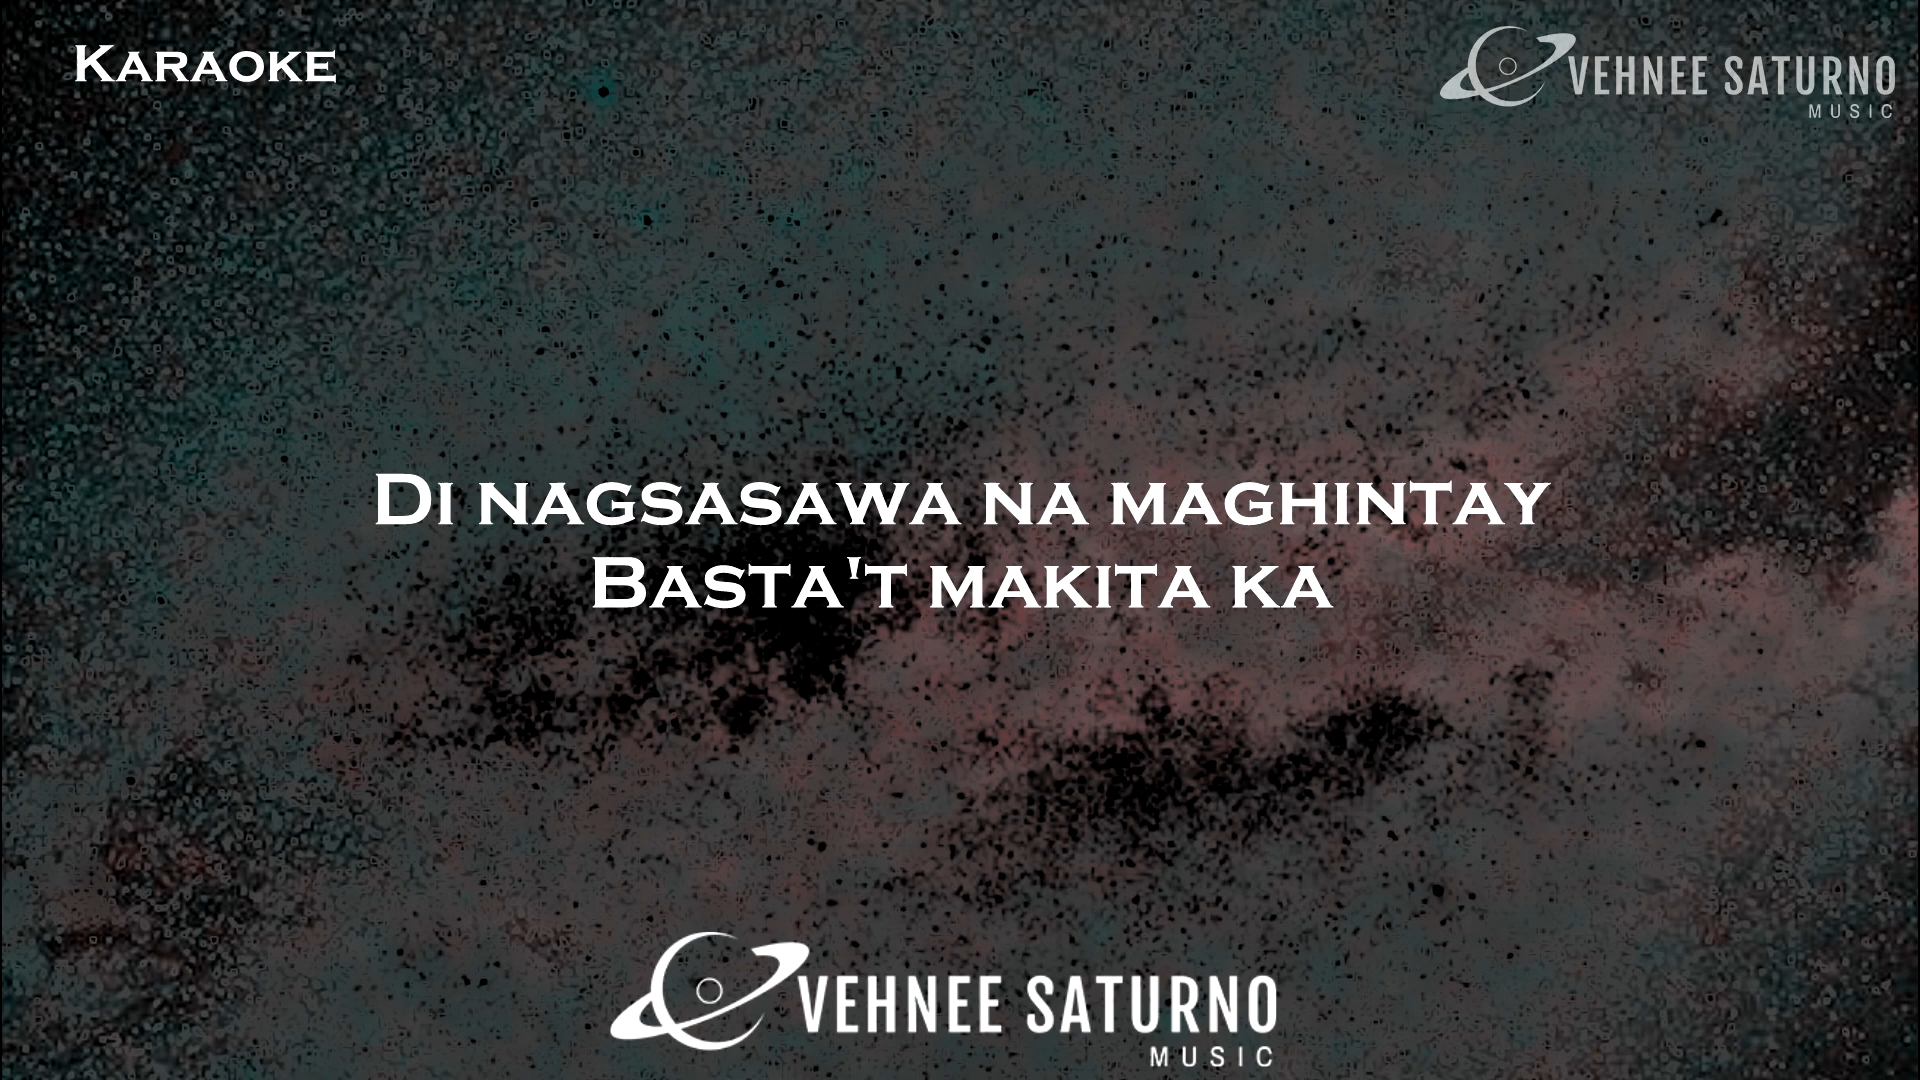 KARAOKE
VEHNEE SATURNO
MUSIC
DI NAGSASAWA NA MAGHINTAY
BASTA'T MAKITA KA
VEHNEE SATURNO
MUSIC